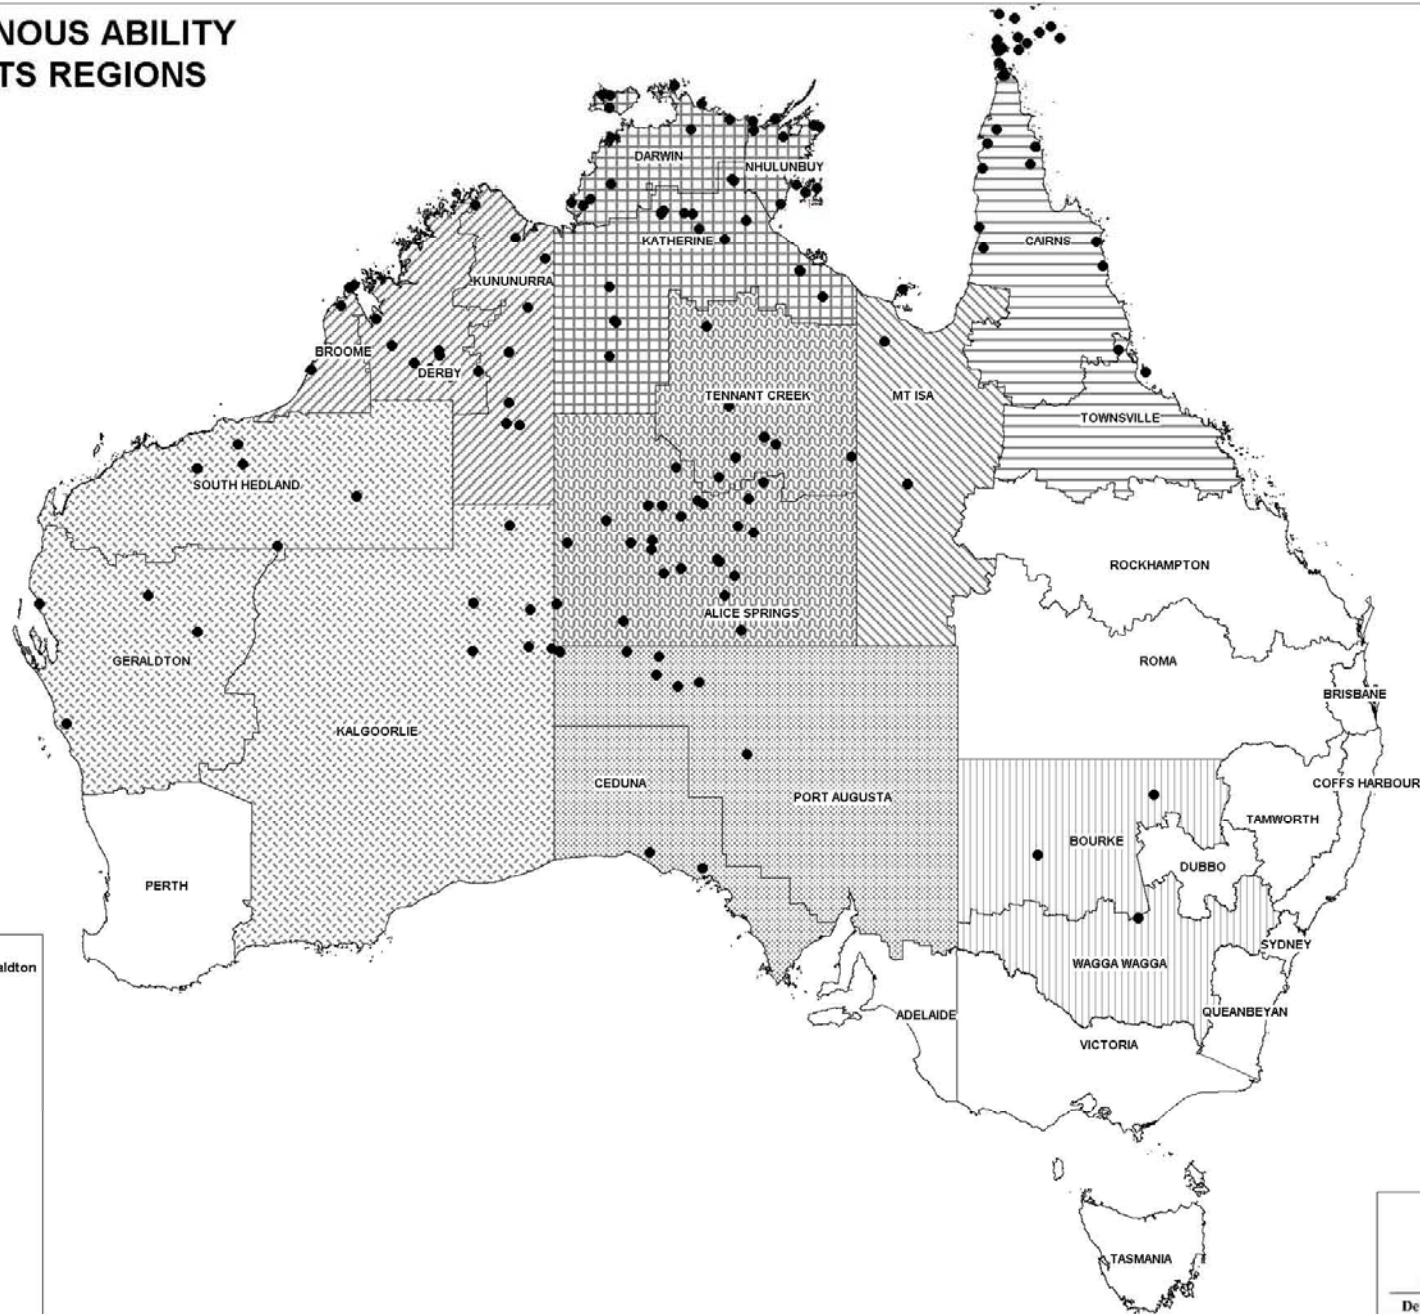 NOUS ABILITY
TS REGIONS
DARWIN
NHULUNBUY
KATHERINE
CAIRNS
KUNUNURRA
BROOME
DERBY
TENNANT CREEK
MT ISA
TOWNSVILLE
SOUTH HEDLAND
ROCKHAMPTON
ALICE SPRINGS
GERALDTON
ROMA
BRISBANE
KALGOORLIE
CEDUNA
PORT AUGUSTA
COFFS HARBOUR
TAMWORTH
BOURKE
DUBBO
PERTH
SYDNEY
WAGGA WAGGA
aldton
QUEANBEYAN
ADELAIDE
VICTORIA
TASMANIA
De